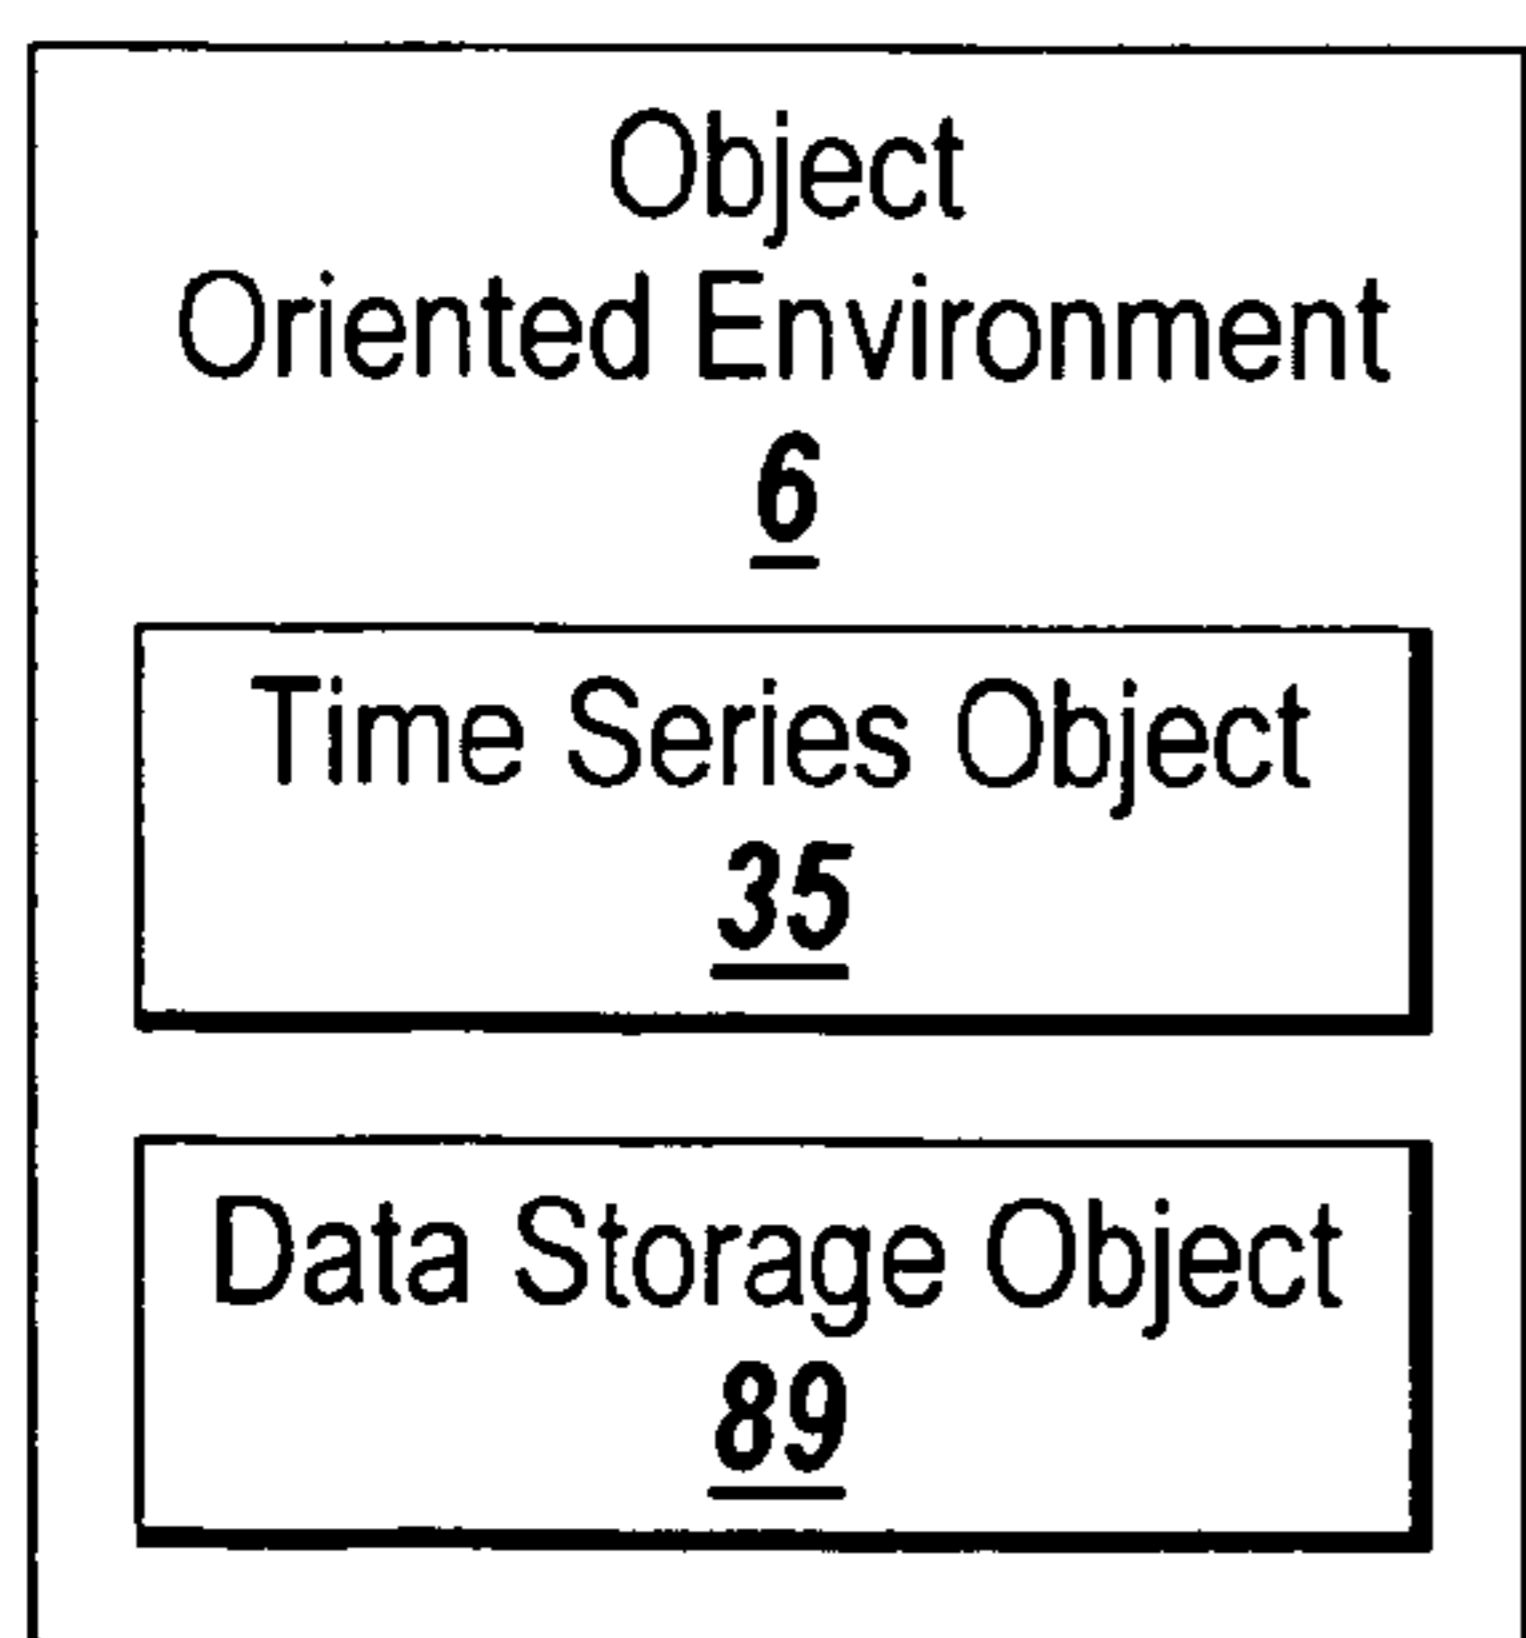 Object
Oriented Environment
6
Time Series Object
35
Data Storage Object
89